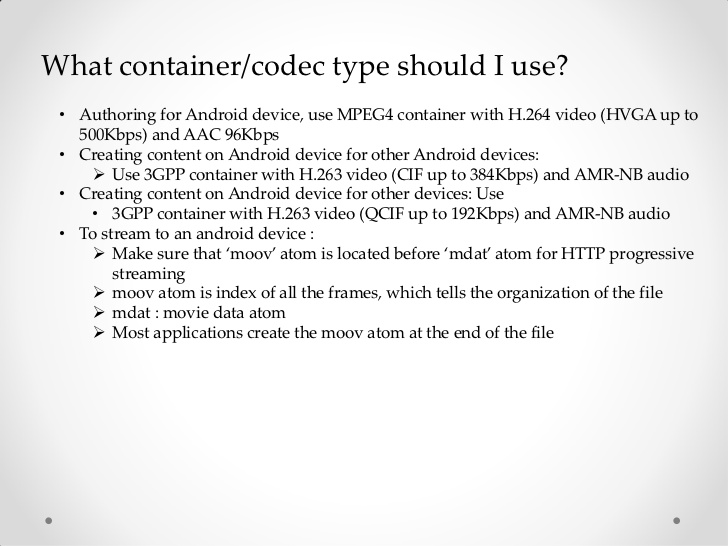 What container/codec type should I use?
• Authoring for Android device, use MPEG4 container with H.264 video (HVGA up to
500Kbps) and AAC 96Kbps
• Creating content on Android device for other Android devices:
➢ Use 3GPP container with H.263 video (CIF up to 384Kbps) and AMR-NB audio
• Creating content on Android device for other devices: Use
• 3GPP container with H.263 video (QCIF up to 192Kbps) and AMR-NB audio
• To stream to an android device :
➢ Make sure that ‘moov’ atom is located before ‘mdat’ atom for HTTP progressive
streaming
➢ moov atom is index of all the frames, which tells the organization of the file
➢ mdat : movie data atom
➢ Most applications create the moov atom at the end of the file